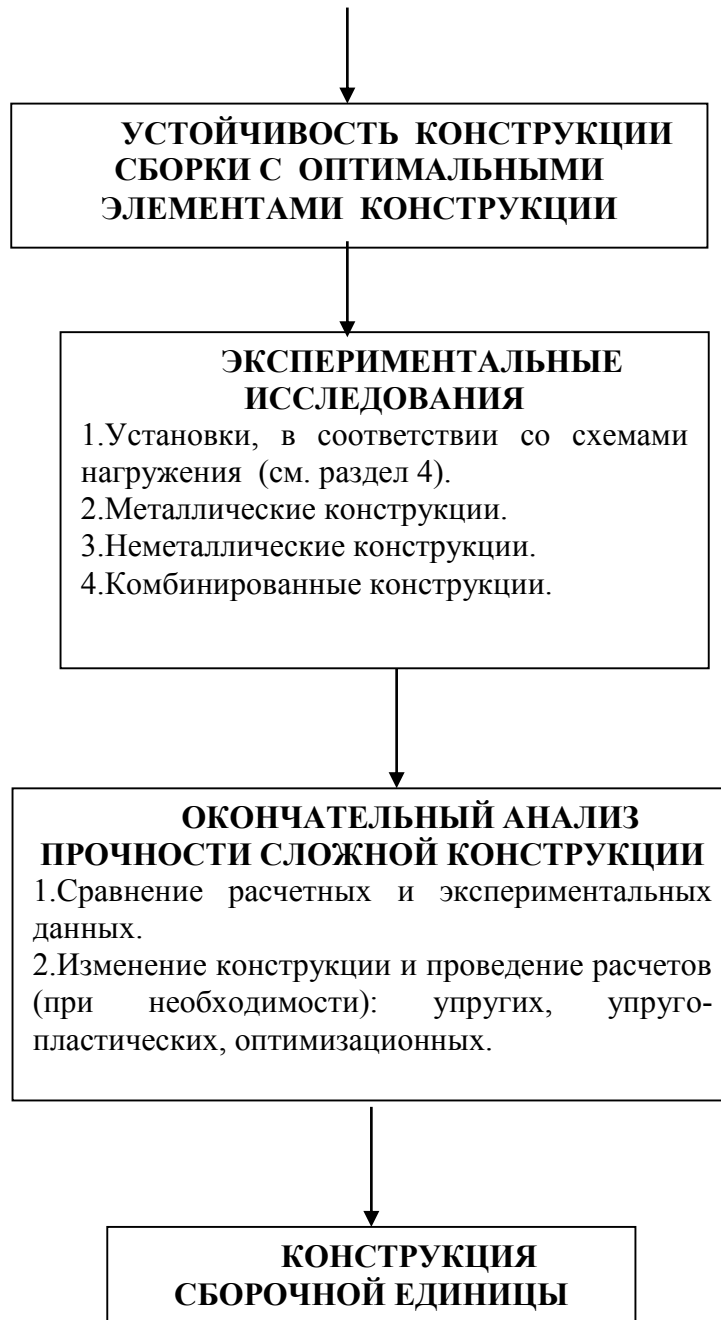 УСТОЙЧИВОСТЬ КОНСТРУКЦИИ
СБОРКИ С ОПТИМАЛЬНЫМИ
ЭЛЕМЕНТАМИ КОНСТРУКЦИИ
ЭКСПЕРИМЕНТАЛЬНЫЕ
ИССЛЕДОВАНИЯ
1.Установки, в соответствии со схемами
нагружения (см. раздел 4).
2.Металлические конструкции.
3.Неметаллические конструкции.
4.Комбинированные конструкции.
ОКОНЧАТЕЛЬНЫЙ АНАЛИЗ
ПРОЧНОСТИ СЛОЖНОЙ КОНСТРУКЦИИ
1.Сравнение расчетных и экспериментальных
данных.
2.Изменение конструкции и проведение расчетов
(при необходимости): упругих, упруго-
пластических, оптимизационных.
КОНСТРУКЦИЯ
СБОРОЧНОЙ ЕДИНИЦЫ